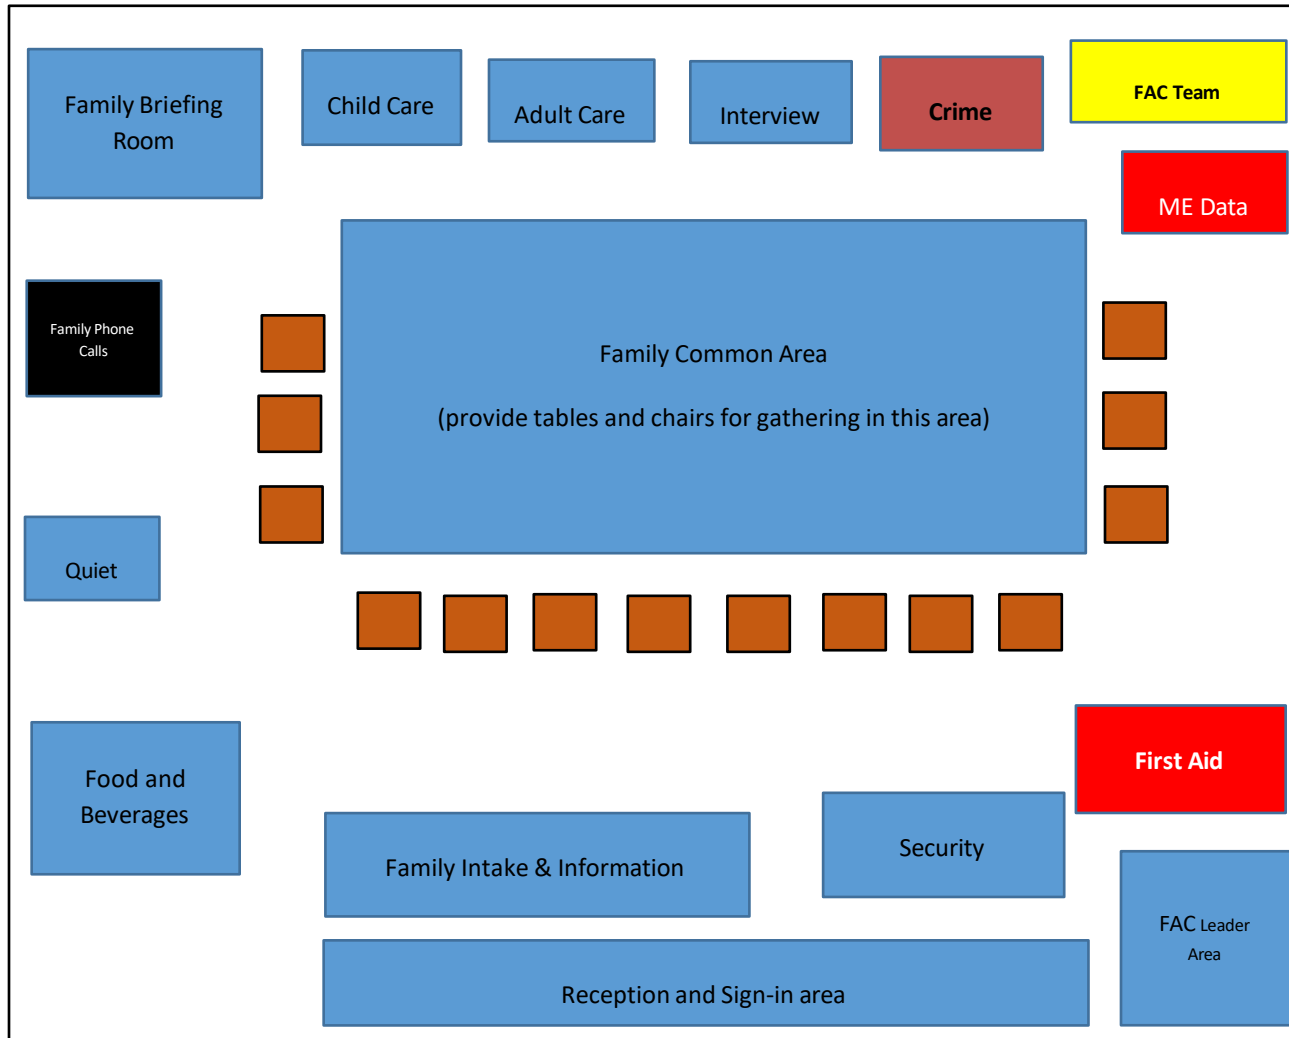 Family Briefing
Room
Child Care
Adult Care
Interview
Crime
FAC Team
ME Data
Family Phone
Calls
Family Common Area
(provide tables and chairs for gathering in this area)
Quiet
First Aid
Food and
Beverages
Family Intake & Information
Security
FAC Leader
Area
Reception and Sign-in area